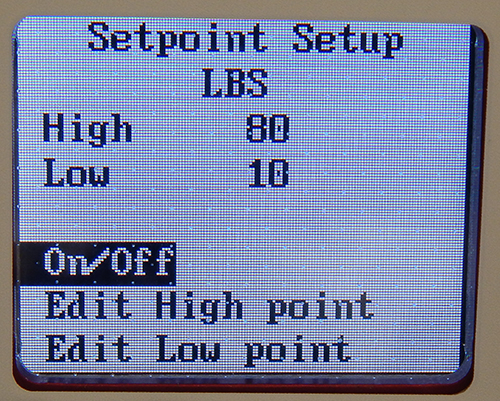 Setpoint Setup
LBS
High 80
Low 10
On/Off
Edit High point
Edit Low point